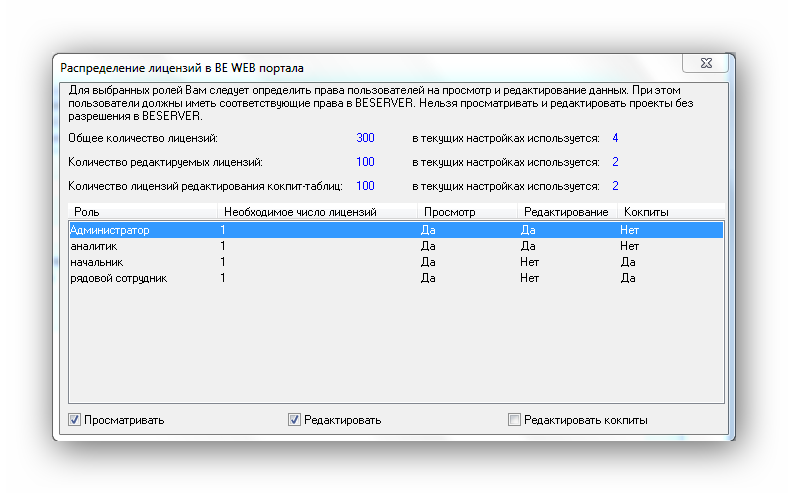 Распределение лицензий в BE WEB портала
Для выбранных ролей Вам следует определить права пользователей на просмотр и редактирование данных. При этом
пользователи должны иметь соответствующие права в BESERVER. Нельзя просматривать и редактировать проекты без
разрешения в BESERVER.
Общее количество лицензий: 300 в текущих настройках используется: 4
Количество редактируемых лицензий: 100 в текущих настройках используется: 2
Количество лицензий редактирования кокпит-таблиц: 100 в текущих настройках используется: 2
Роль Необходимое число лицензий Просмотр Редактирование Кокпиты
Администратор 1 Да Да Нет
аналитик 1 Да Да Нет
начальник 1 Да Нет Да
рядовой сотрудник 1 Да Нет Да
Просматривать Редактировать Редактировать кокпиты